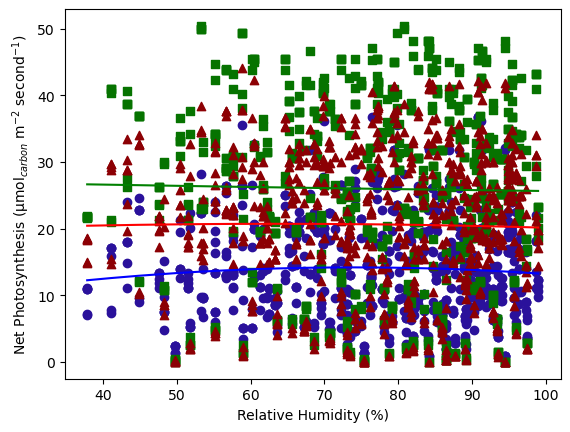 50
40
30
20
10
0
Net Photosynthesis (μmol$_{carbon}$ m$^{-2}$ second$^{-1}$)
40 50 60 70 80 90 100
Relative Humidity (%)